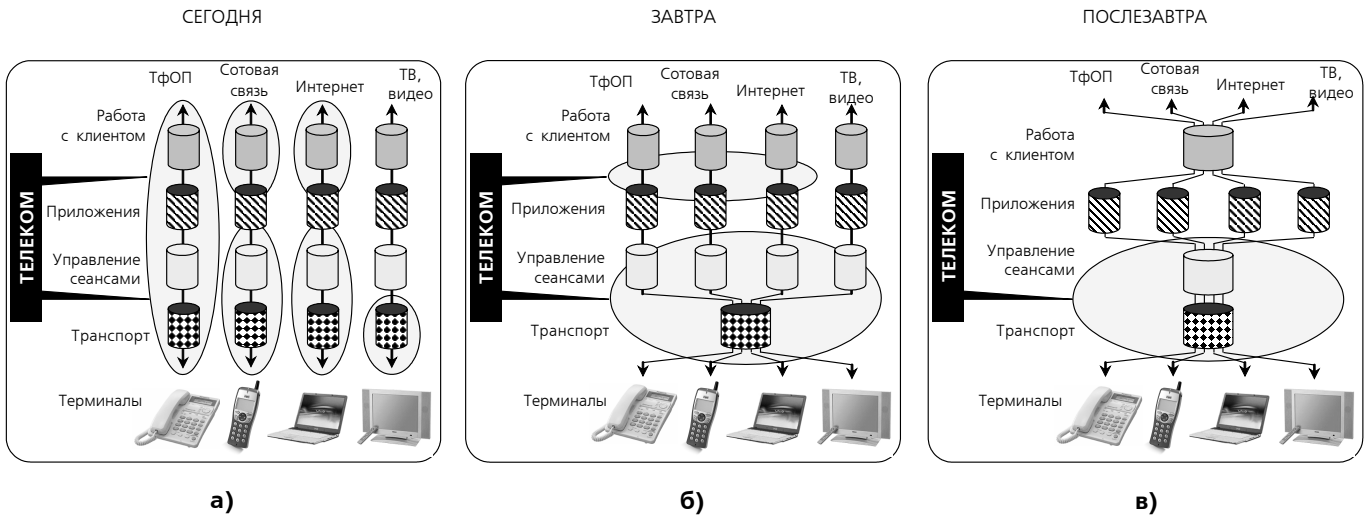 СЕГОДНЯ
ТфОП
Сотовая
связь
Интернет
ТВ,
видео
Работа
с клиентом
ТЕЛЕКОМ
Приложения
Управление
сеансами
Транспорт
Терминалы
а)
ЗАВТРА
ТфОП
Сотовая
связь
Интернет
ТВ,
видео
Работа
с клиентом
ТЕЛЕКОМ
Приложения
Управление
сеансами
Транспорт
Терминалы
б)
ПОСЛЕЗАВТРА
ТфОП
Сотовая
связь
Интернет
ТВ,
видео
Работа
с клиентом
ТЕЛЕКОМ
Приложения
Управление
сеансами
Транспорт
Терминалы
в)